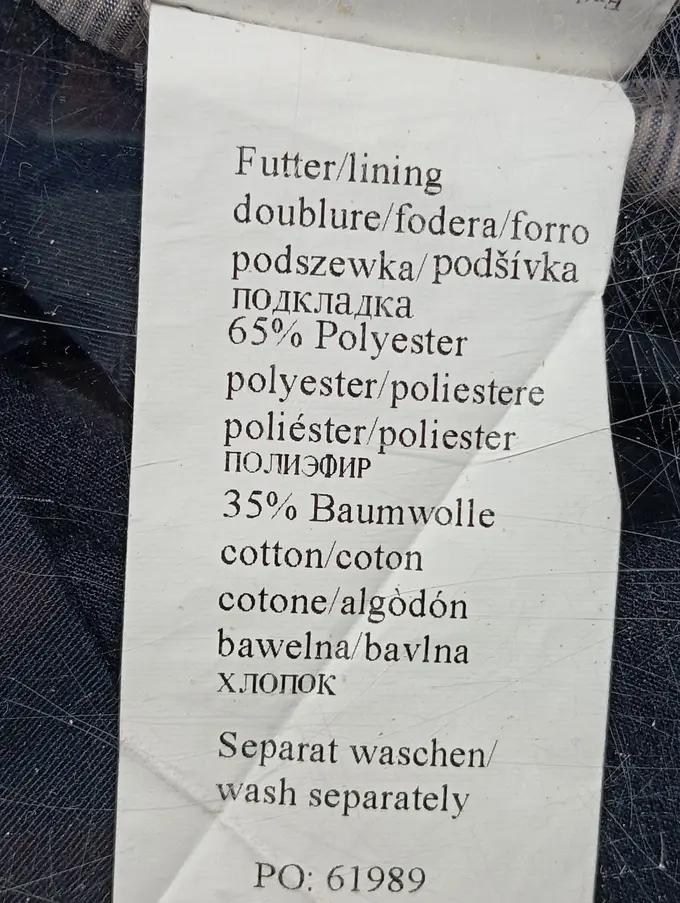 Futter/lining
doublure/fodera/forro
podszewka/podšívka
подкладка
65% Polyester
polyester/poliestere
poliéster/poliester
ПОЛИЭФИР
35% Baumwolle
cotton/coton
cotone/algòdón
bawelna/bavlna
ХЛОПОК
Separat waschen/
wash separately
PO: 61989